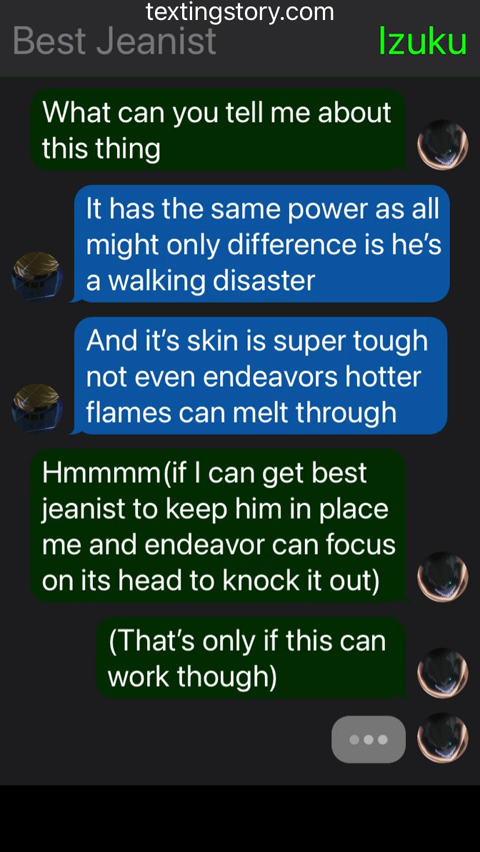 textingstory.com
Best Jeanist
Izuku
What can you tell me about
this thing
It has the same power as all
might only difference is he's
a walking disaster
And it's skin is super tough
not even endeavors hotter
flames can melt through
Hmmmm(if I can get best
jeanist to keep him in place
me and endeavor can focus
on its head to knock it out)
(That's only if this can
work though)